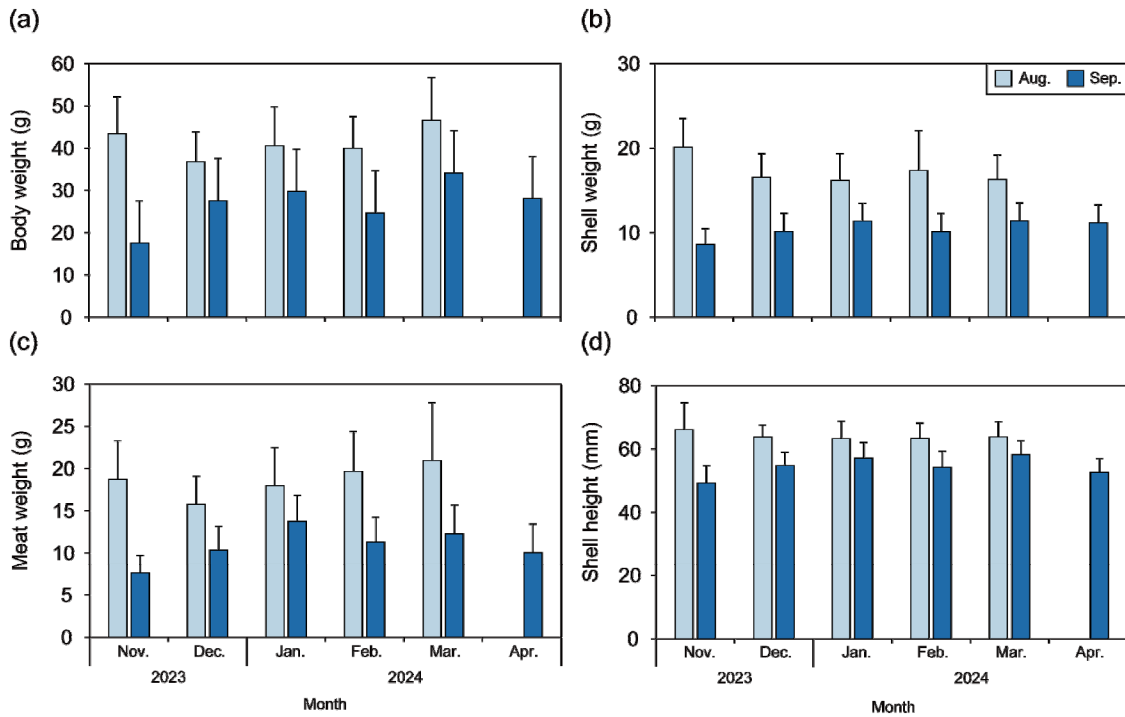 (a)
60
50
40
30
20
10
0
Body weight (g)
(b)
30
20
10
0
Shell weight (g)
Aug. Sep.
(c)
30
25
20
15
10
5
0
Meat weight (g)
Nov. Dec. Jan. Feb. Mar. Apr.
2023 2024
Month
(d)
80
60
40
20
0
Shell height (mm)
Nov. Dec. Jan. Feb. Mar. Apr.
2023 2024
Month